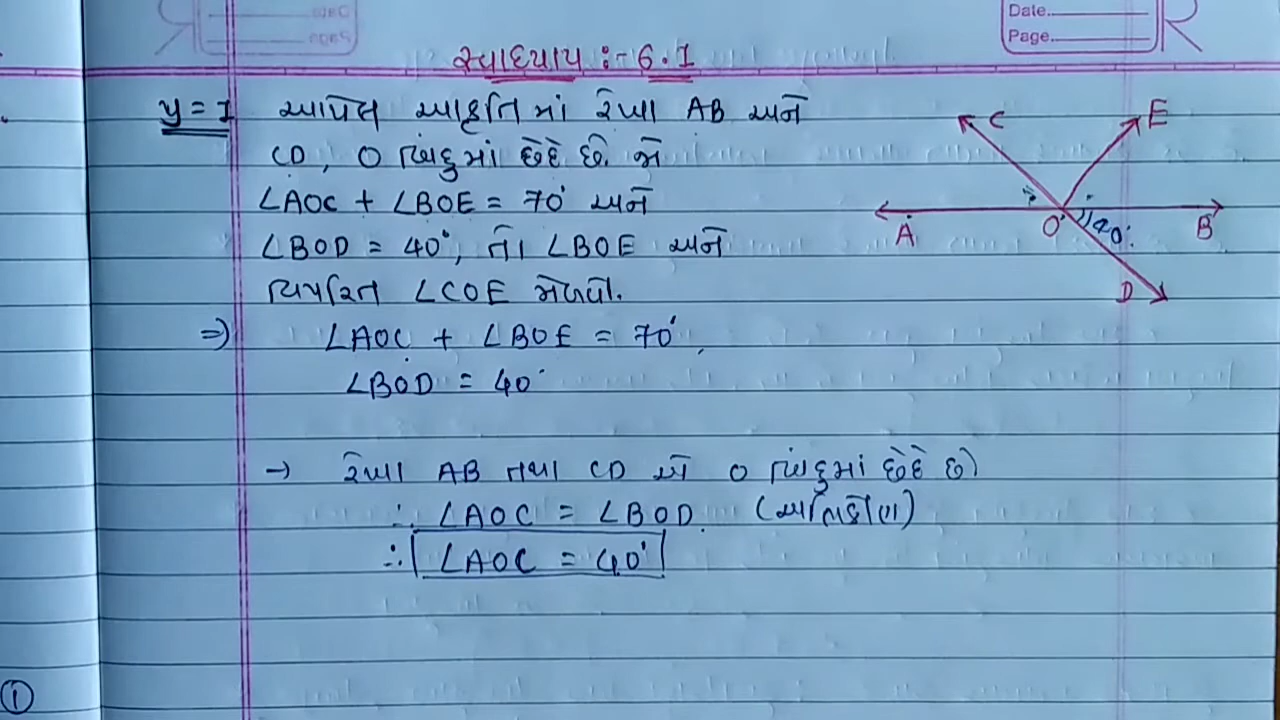 Date
Page
સ્વાધ્યાય :- 6.1
પ્ર = 1 આપેલ આકૃતિ માં રેખા AB અને
CD, O બિંદુમાં છેદે છે. જો
∠AOC + ∠BOE = 70° અને
∠BOD = 40°, તો ∠BOE અને
વિપરિત ∠COE મેળવો.
⇒) ∠AOC + ∠BOE = 70°,
∠BOD = 40°
→ રેખા AB તથા CD એ O બિંદુમાં છેદે છે
∴ ∠AOC = ∠BOD. (અભિકોણ)
∴ ∠AOC = 40°
C
E
A
O
40°
B
D
①